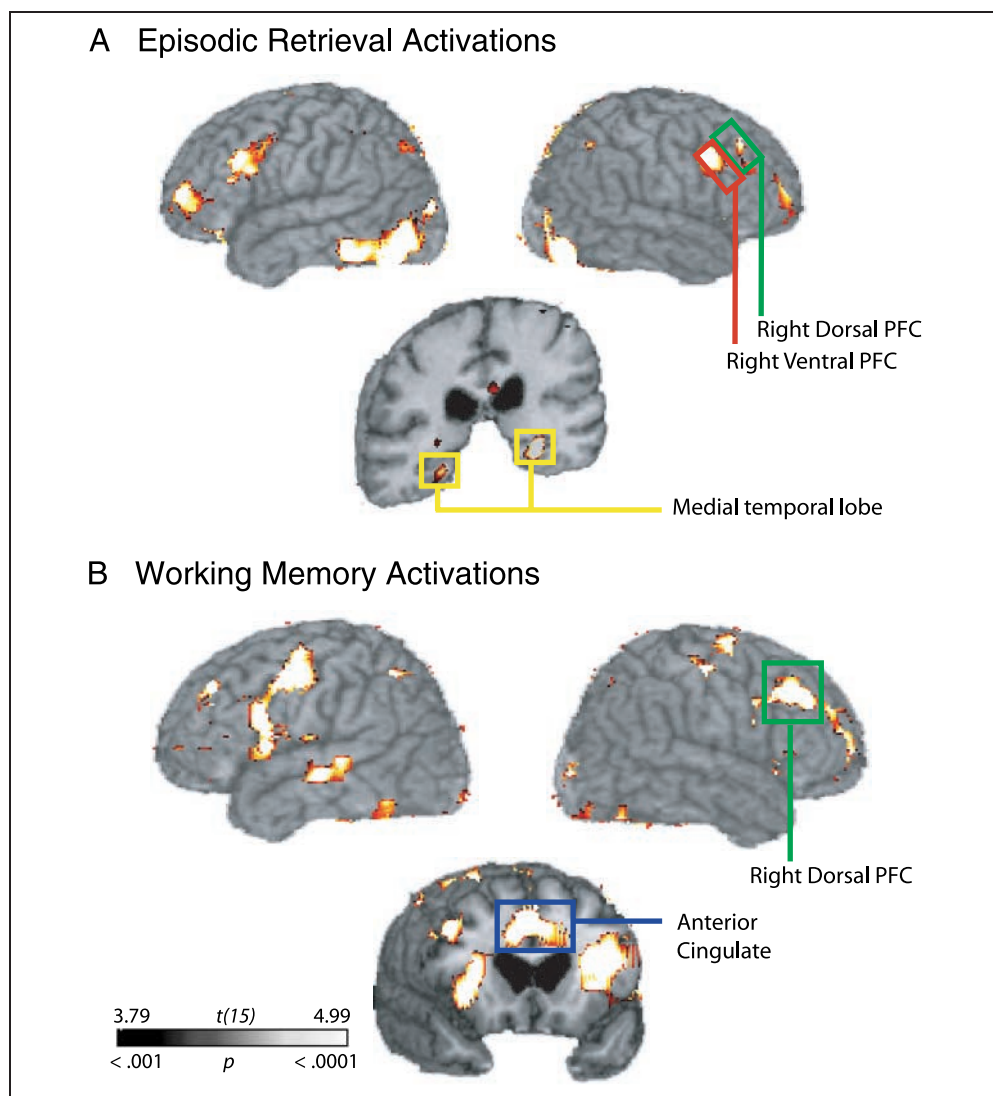 A Episodic Retrieval Activations
Right Dorsal PFC
Right Ventral PFC
Medial temporal lobe
B Working Memory Activations
Right Dorsal PFC
Anterior
Cingulate
3.79 t(15) 4.99
< .001 p < .0001